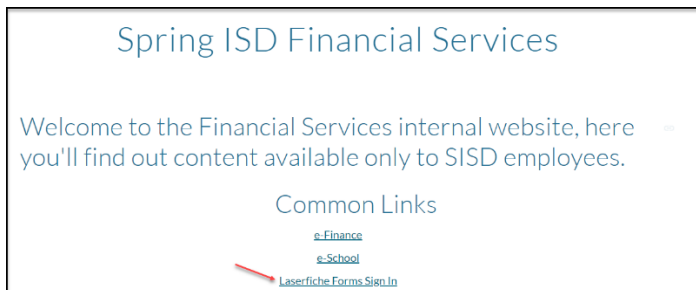 Spring ISD Financial Services
Welcome to the Financial Services internal website, here
you'll find out content available only to SISD employees.
Common Links
e-Finance
e-School
Laserfiche Forms Sign In